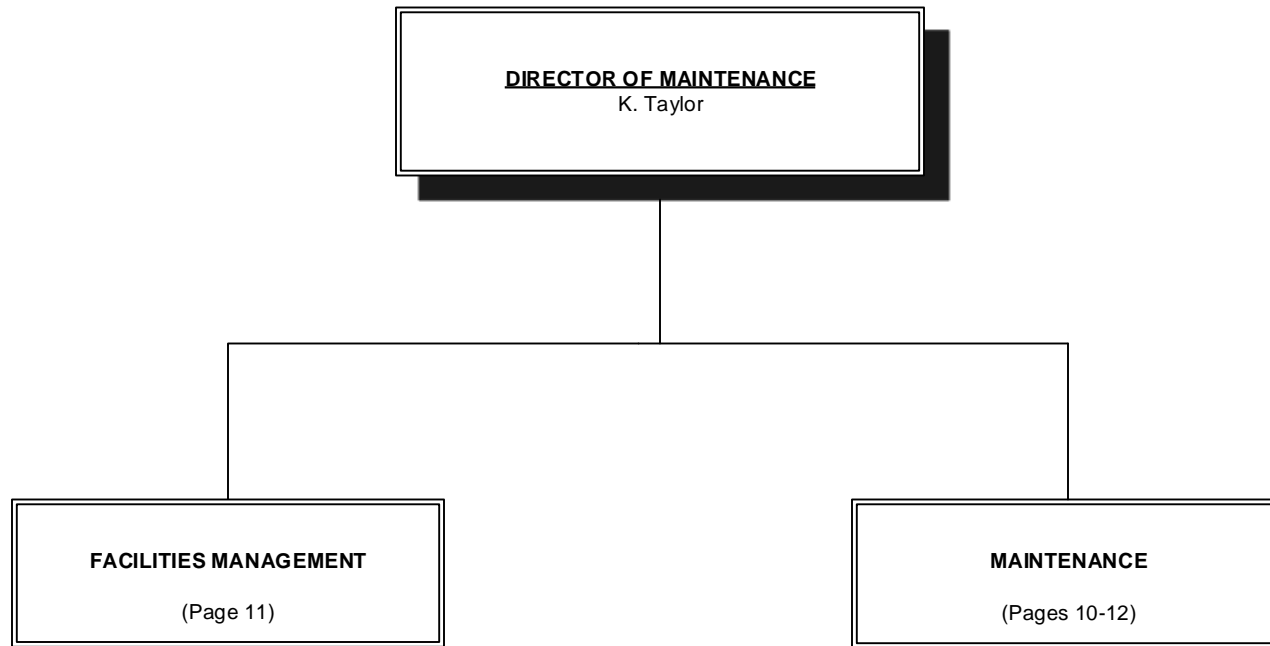 DIRECTOR OF MAINTENANCE
K. Taylor
FACILITIES MANAGEMENT
(Page 11)
MAINTENANCE
(Pages 10-12)